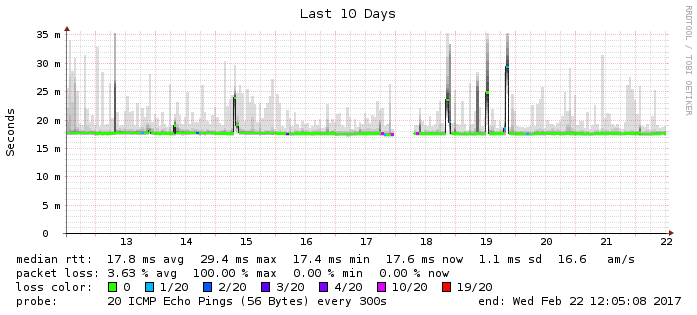 Last 10 Days
RRDTOOL / TOBI OETIKER
Seconds
35 m
30 m
25 m
20 m
15 m
10 m
5 m
0
13 14 15 16 17 18 19 20 21 22
median rtt: 17.8 ms avg 29.4 ms max 17.4 ms min 17.6 ms now 1.1 ms sd 16.6 am/s
packet loss: 3.63 % avg 100.00 % max 0.00 % min 0.00 % now
loss color: 0 1/20 2/20 3/20 4/20 10/20 19/20
probe: 20 ICMP Echo Pings (56 Bytes) every 300s end: Wed Feb 22 12:05:08 2017